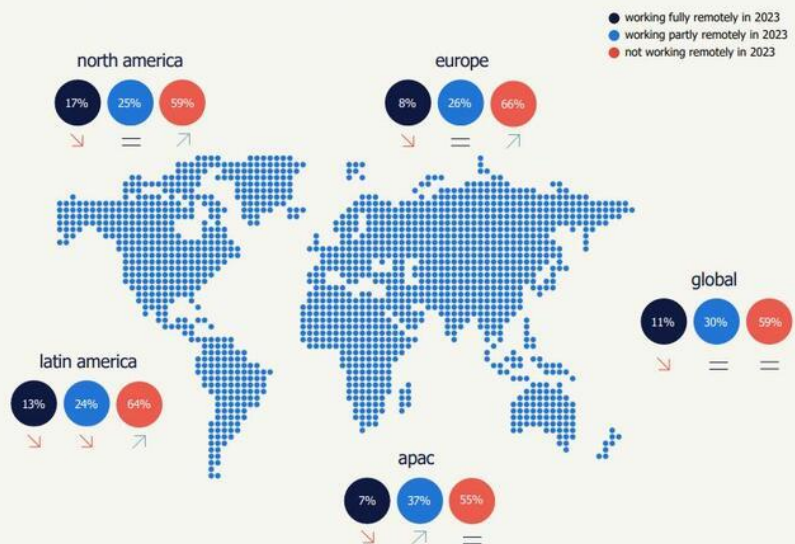 working fully remotely in 2023
working partly remotely in 2023
not working remotely in 2023
north america
17% 25% 59%
europe
8% 26% 66%
global
11% 30% 59%
latin america
13% 24% 64%
apac
7% 37% 55%